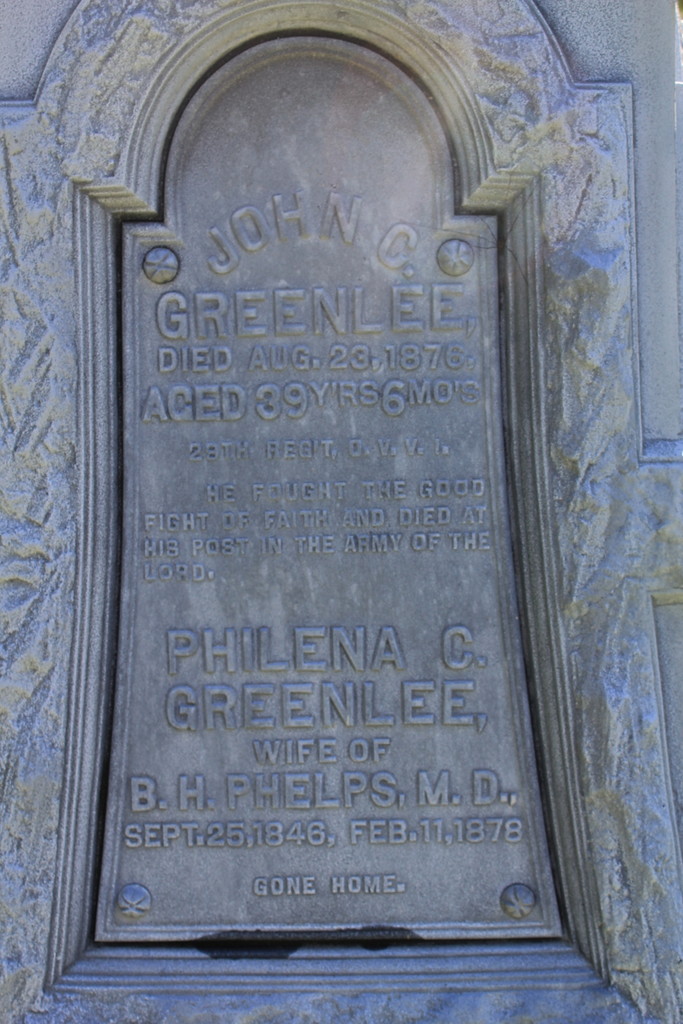 JOHN C.
GREENLEE,
DIED AUG. 23, 1876.
AGED 39 Y'RS 6 MO'S
29TH REG'T, O. V. V. I.
HE FOUGHT THE GOOD
FIGHT OF FAITH AND DIED AT
HIS POST IN THE ARMY OF THE
LORD.
PHILENA C.
GREENLEE,
WIFE OF
B. H. PHELPS, M. D.,
SEPT. 25, 1846, FEB. 11, 1878
GONE HOME.